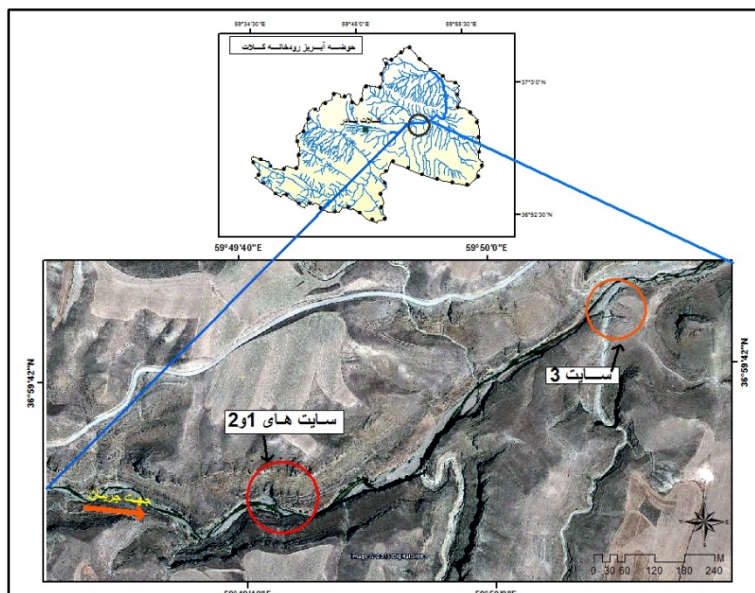 59°34'30"E 59°45'0"E 59°55'30"E
حوضه آبریز رودخانه کلات
37°3'0"N
36°52'30"N
59°49'40"E 59°50'0"E
36°59'42"N
36°59'42"N
سایت 3
سایت های 1و2
جهت جریان
M
0 30 60 120 180 240